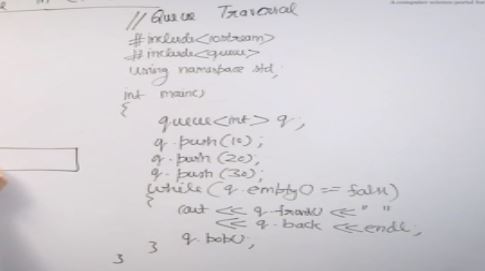 A computer science portal for
// Queue Traversal
#include<iostream>
#include<queue>
using namespace std;
int main()
{
queue<int> q;
q.push(10);
q.push(20);
q.push(30);
while(q.empty() == false)
{
cout << q.front() << " "
<< q.back << endl;
q.pop();
}
}